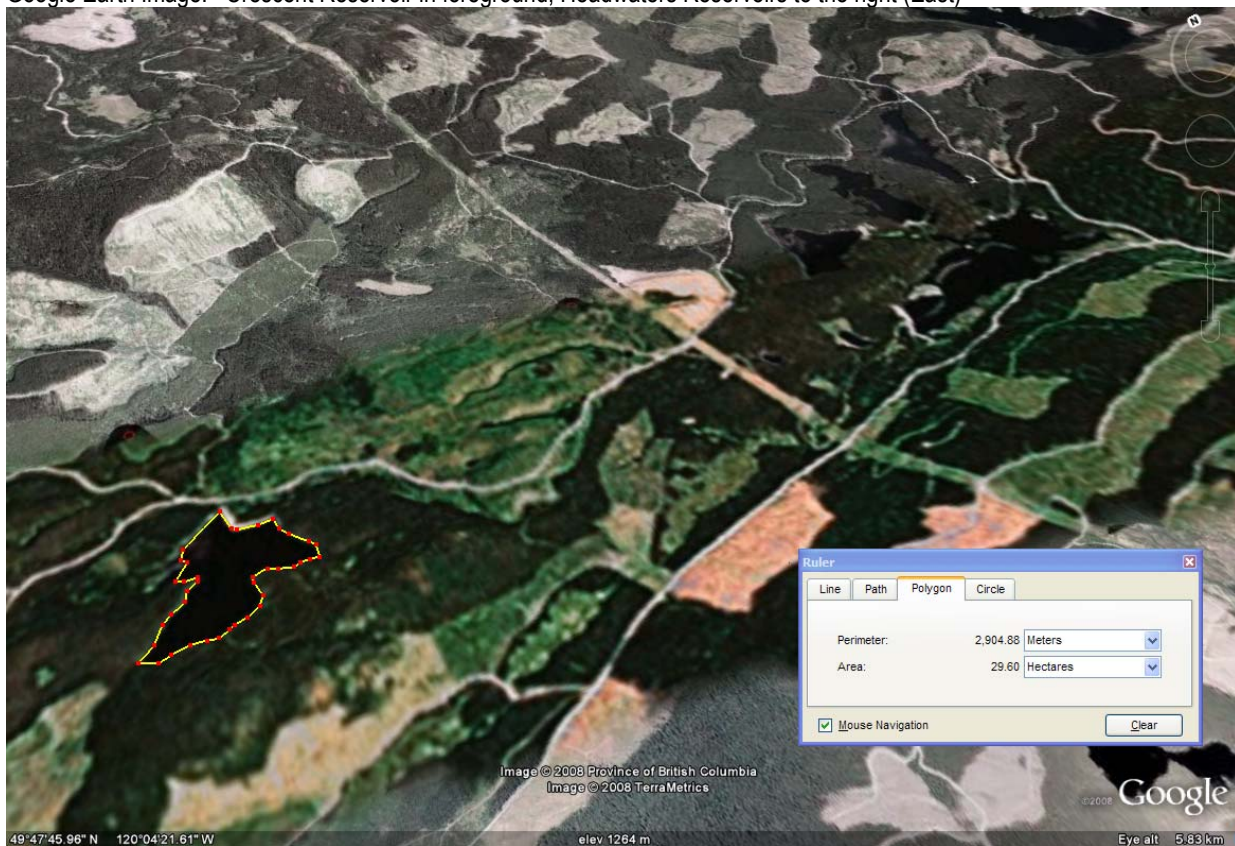 Google Earth image: Crescent Reservoir in foreground, Headwaters Reservoirs to the right (East)
N
Ruler
Line Path Polygon Circle
Perimeter: 2,904.88 Meters
Area: 29.60 Hectares
Mouse Navigation Clear
Image © 2008 Province of British Columbia
Image © 2008 TerraMetrics
©2008 Google
49°47'45.96" N 120°04'21.61" W elev 1264 m Eye alt 5.83 km